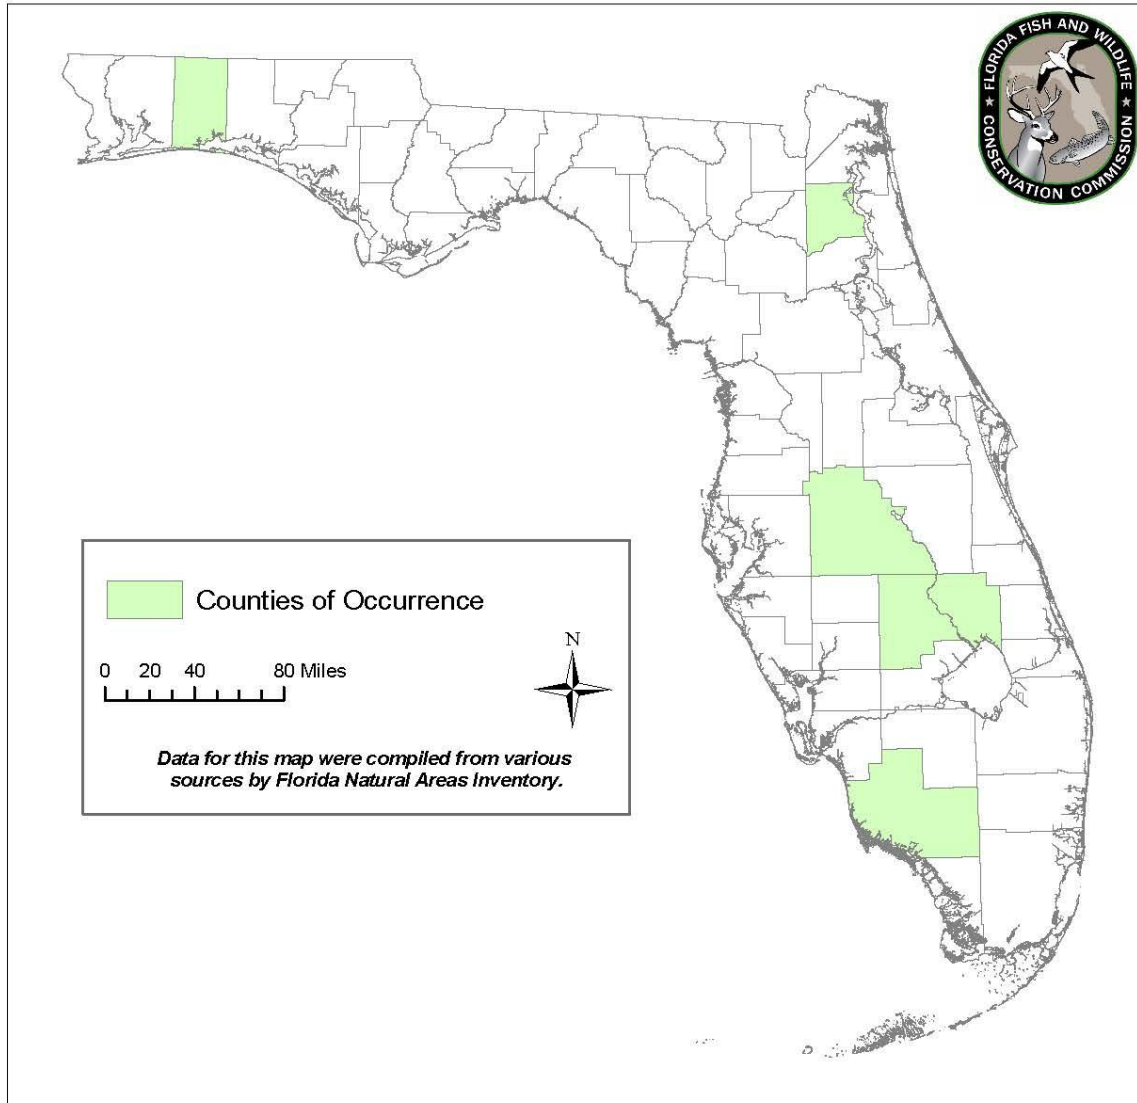 ★ FLORIDA FISH AND WILDLIFE ★
CONSERVATION COMMISSION
Counties of Occurrence
N
0 20 40 80 Miles
Data for this map were compiled from various
sources by Florida Natural Areas Inventory.